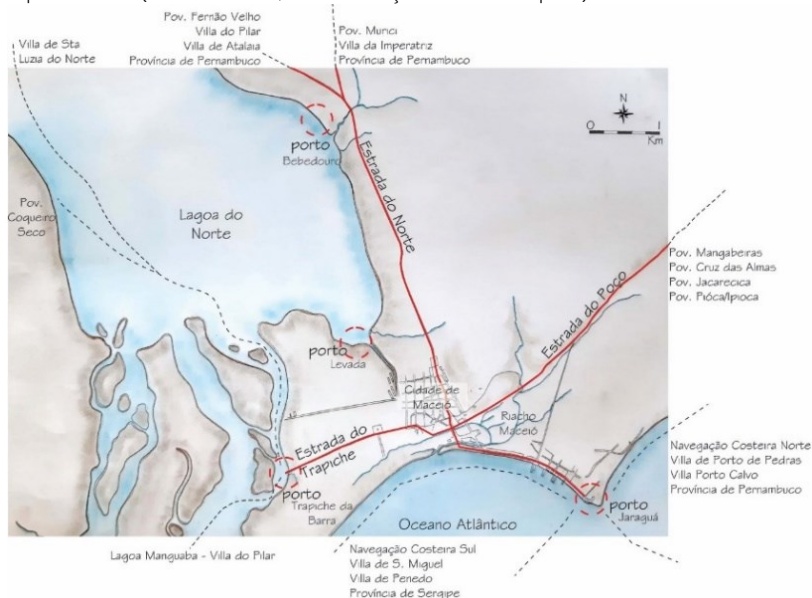 Pov. Fernão Velho
Villa do Pilar
Villa de Atalaia
Província de Pernambuco
Pov. Murici
Villa da Imperatriz
Província de Pernambuco
Villa de Sta
Luzia do Norte
N
0 1
Km
porto
Bebedouro
Estrada do Norte
Pov.
Coqueiro
Seco
Lagoa do
Norte
Pov. Mangabeiras
Pov. Cruz das Almas
Pov. Jacarecica
Pov. Pióca/Ipioca
Estrada do Poço
porto
Levada
Cidade de
Maceió
Riacho
Maceió
Estrada do
Trapiche
porto
Trapiche da
Barra
Navegação Costeira Norte
Villa de Porto de Pedras
Villa Porto Calvo
Província de Pernambuco
porto
Jaraguá
Oceano Atlântico
Lagoa Manguaba - Villa do Pilar
Navegação Costeira Sul
Villa de S. Miguel
Villa de Penedo
Província de Sergipe